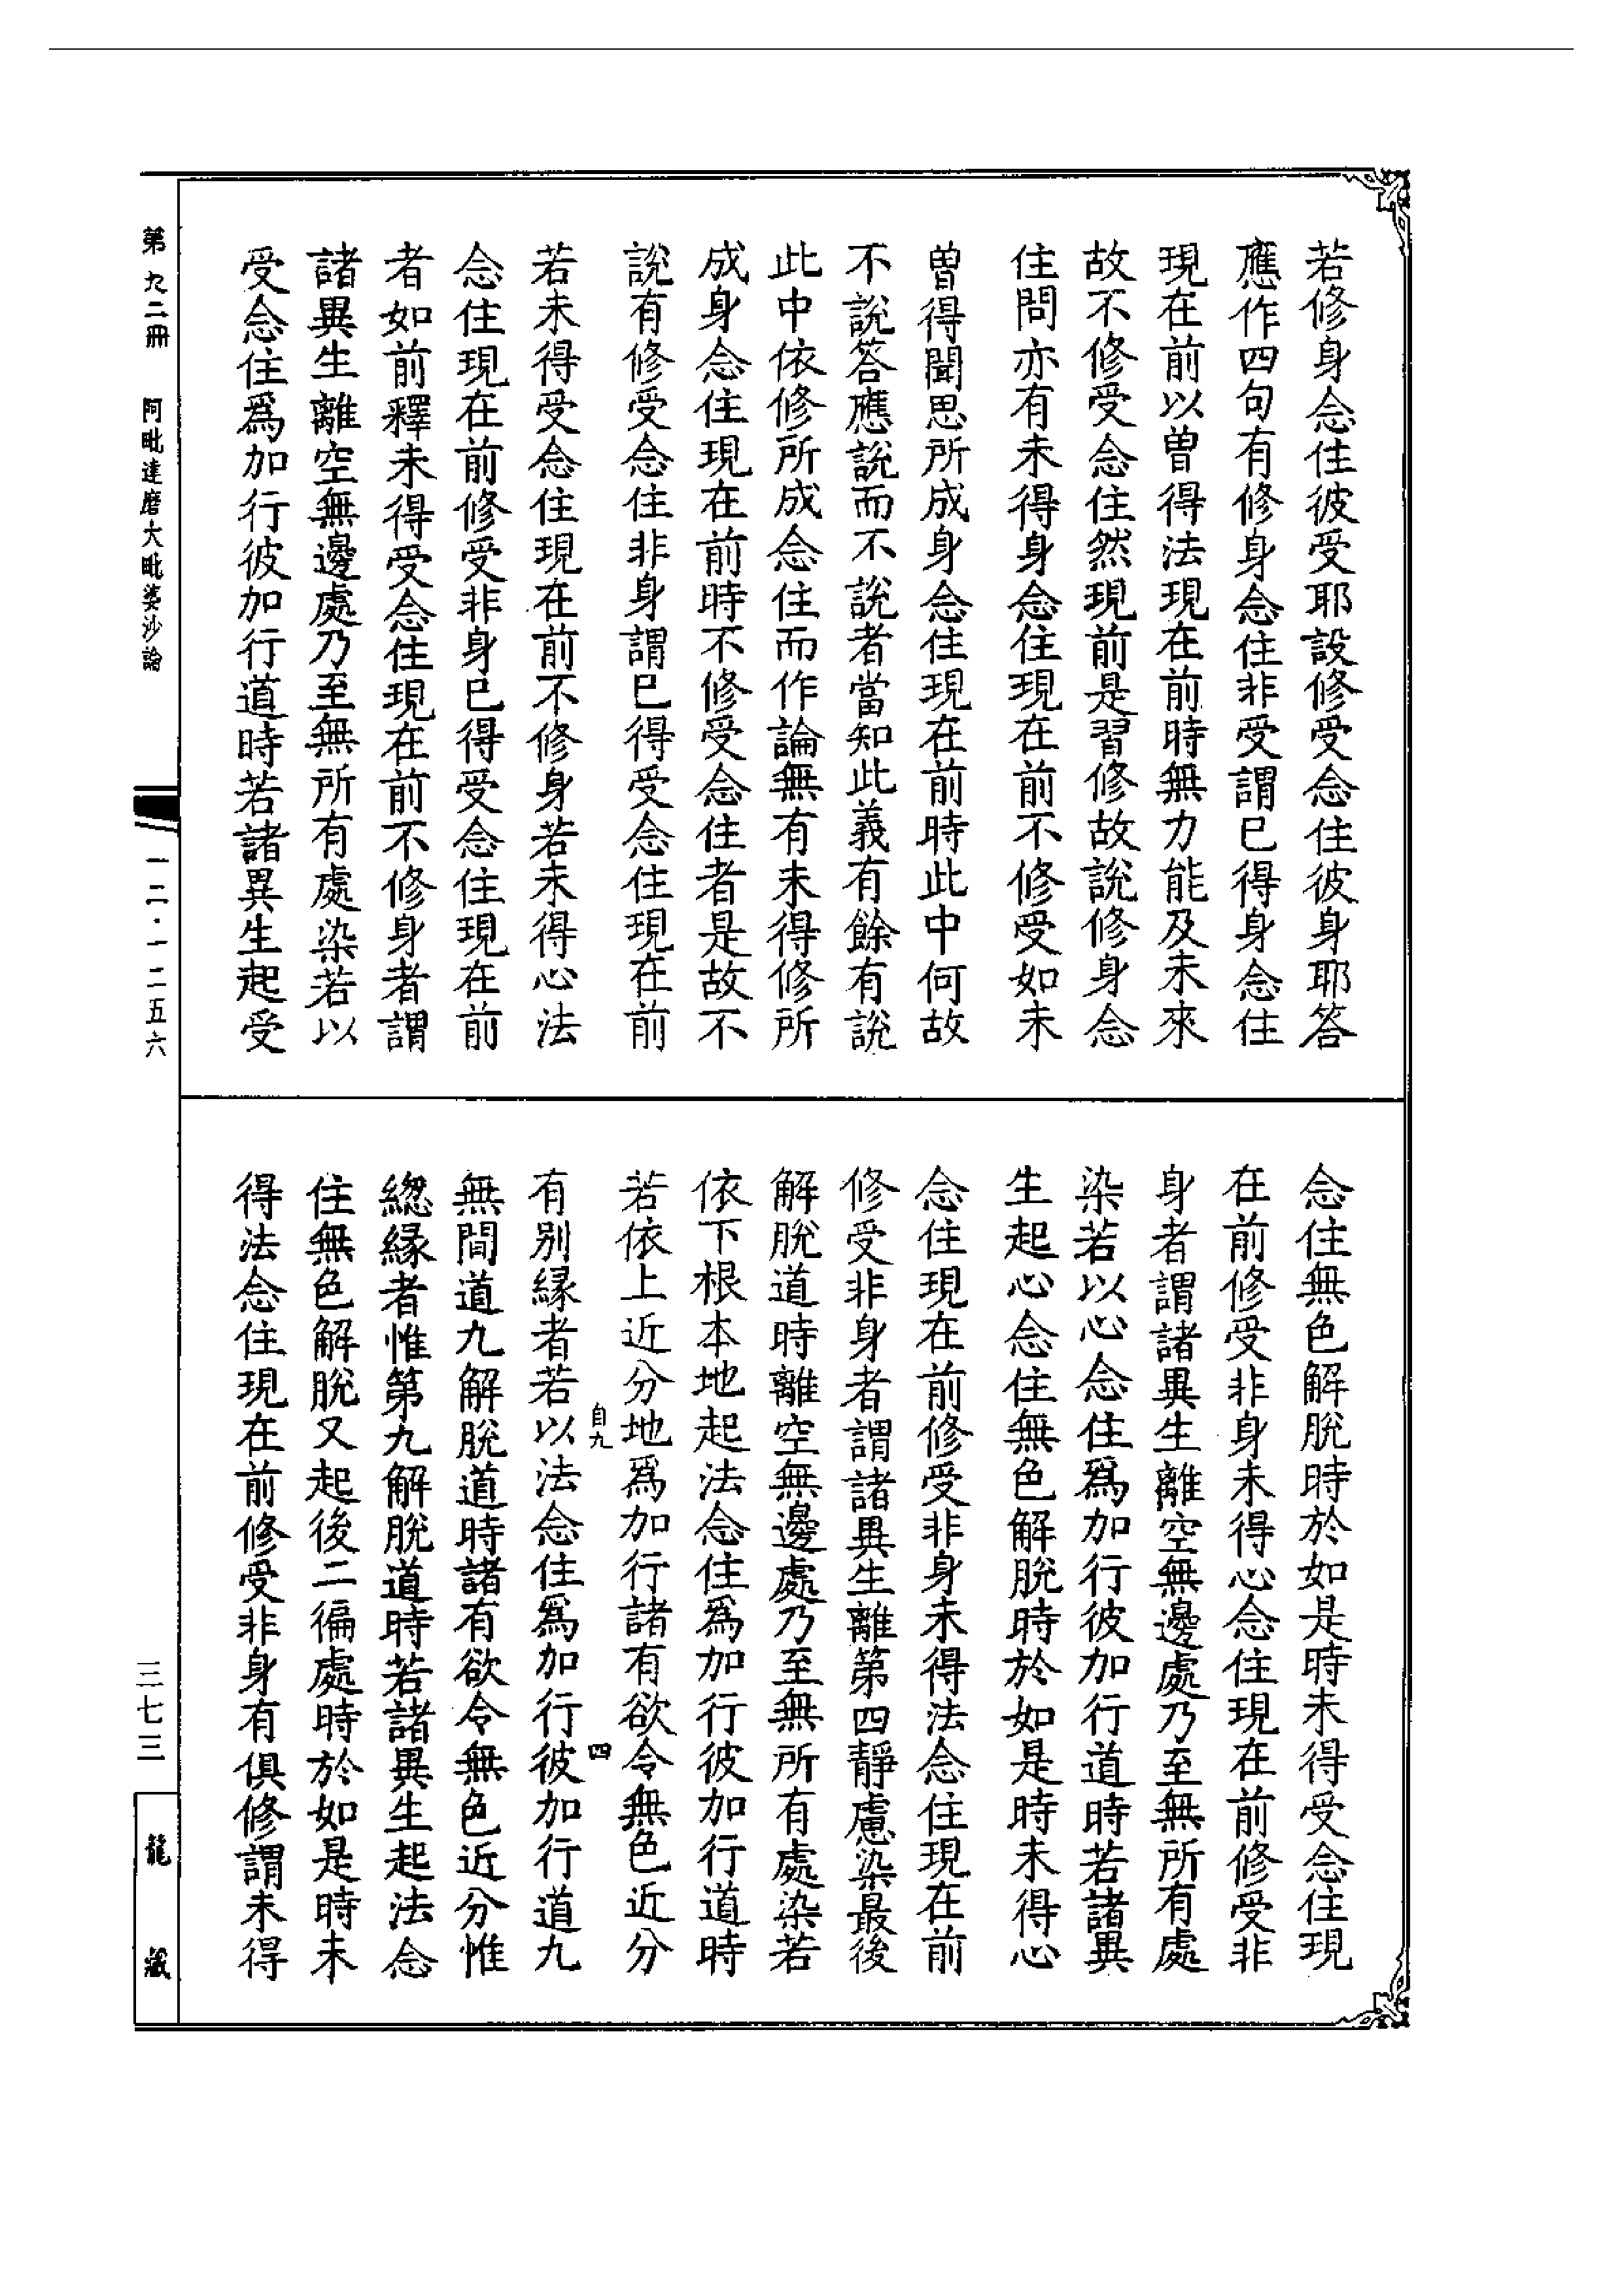 若修身念住彼受耶設修受念住彼身耶答
應作四句有修身念住非受謂已得身念住
現在前以曾得法現在前時無力能及未來
故不修受念住然現前是習修故說修身念
住問亦有未得身念住現在前不修受如未
曾得聞思所成身念住現在前時此中何故
不說答應說而不說者當知此義有餘有說
此中依修所成念住而作論無有未得修所
成身念住現在前時不修受念住者是故不
說有修受念住非身謂已得受念住現在前
若未得受念住現在前不修身若未得心法
念住現在前修受非身已得受念住現在前
者如前釋未得受念住現在前不修身者謂
諸異生離空無邊處乃至無所有處染若以
受念住爲加行彼加行道時若諸異生起受
念住無色解脫時於如是時未得受念住現
在前修受非身未得心念住現在前修受非
身者謂諸異生離空無邊處乃至無所有處
染若以心念住爲加行彼加行道時若諸異
生起心念住無色解脫時於如是時未得心
念住現在前修受非身未得法念住現在前
修受非身者謂諸異生離第四靜慮染最後
解脫道時離空無邊處乃至無所有處染若
依下根本地起法念住爲加行彼加行道時
若依上近分地爲加行諸有欲令無色近分
自九
四
有別緣者若以法念住爲加行彼加行道九
無間道九解脫道時諸有欲令無色近分惟
緫緣者惟第九解脫道時若諸異生起法念
住無色解脫又起後二徧處時於如是時未
得法念住現在前修受非身有俱修謂未得
第九二冊
阿毗達磨大毗婆沙論
一二·一二五六
三七三
龍藏